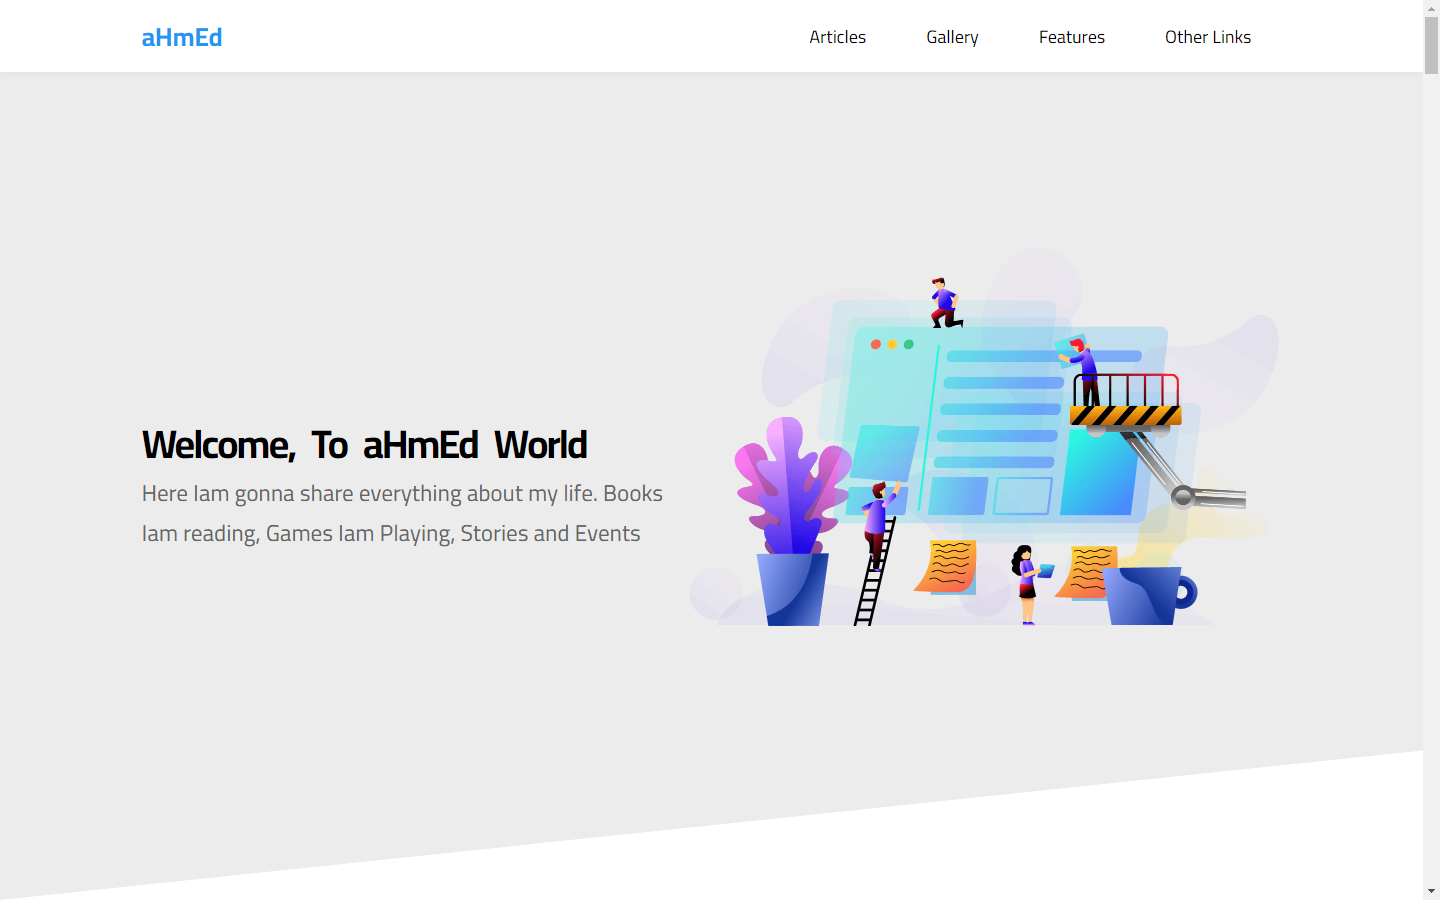 aHmEd
Articles
Gallery
Features
Other Links
Welcome, To aHmEd World
Here Iam gonna share everything about my life. Books
Iam reading, Games Iam Playing, Stories and Events